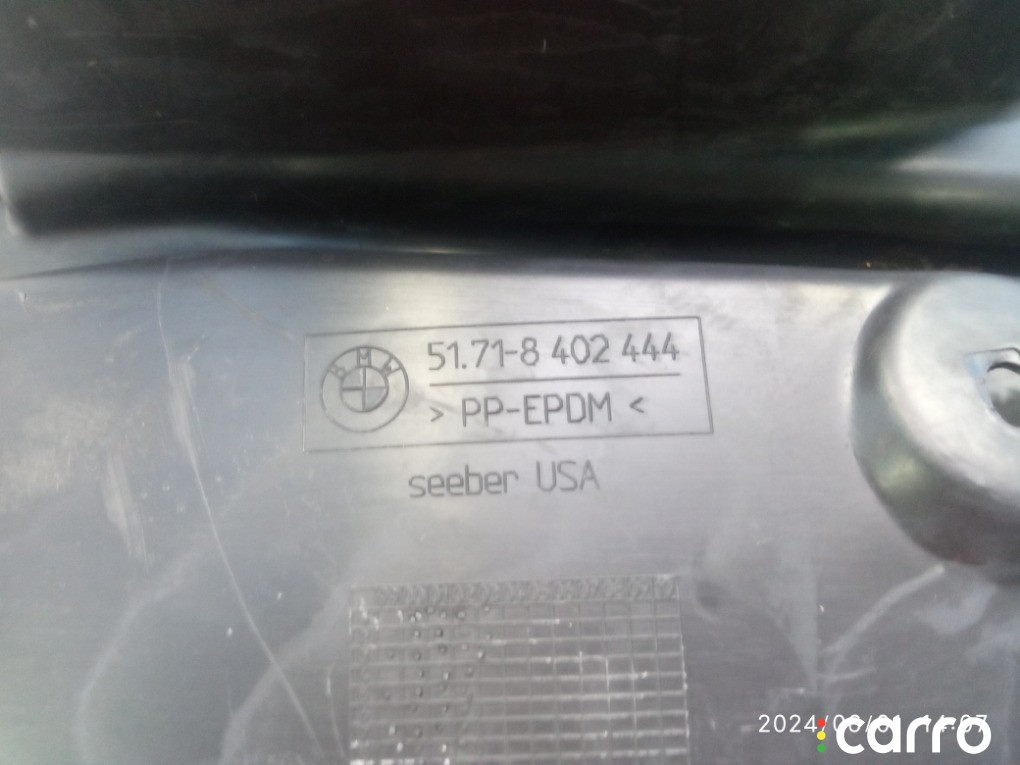 BMW
51.71-8 402 444
> PP-EPDM <
seeber USA
carro